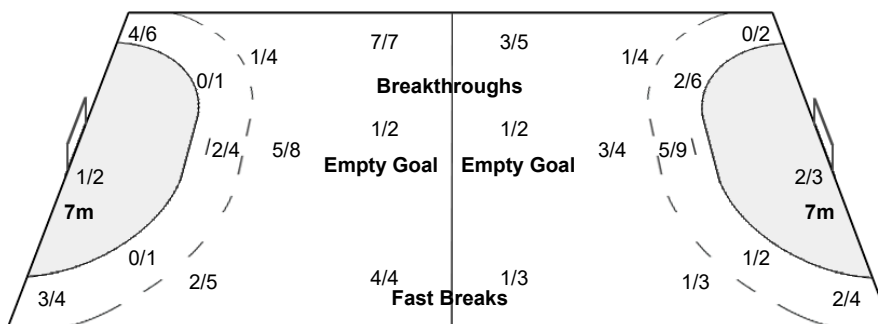 4/6 7/7 3/5 0/2
1/4 1/4
0/1 Breakthroughs 2/6
1/2 1/2
2/4 5/8 3/4 5/9
Empty Goal Empty Goal
1/2 2/3
7m 7m
0/1 1/2
2/5 4/4 1/3 1/3
3/4 Fast Breaks 2/4